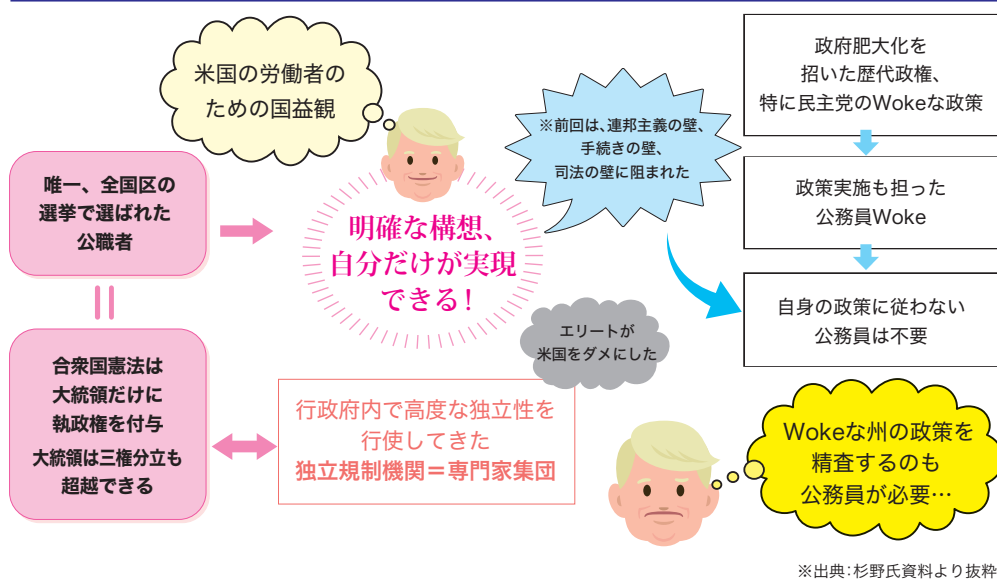 米国の労働者の
ための国益観
唯一、全国区の
選挙で選ばれた
公職者
明確な構想、
自分だけが実現
できる!
※前回は、連邦主義の壁、
手続きの壁、
司法の壁に阻まれた
政府肥大化を
招いた歴代政権、
特に民主党のWokeな政策
政策実施も担った
公務員Woke
自身の政策に従わない
公務員は不要
エリートが
米国をダメにした
合衆国憲法は
大統領だけに
執政権を付与
大統領は三権分立も
超越できる
行政府内で高度な独立性を
行使してきた
独立規制機関=専門家集団
Wokeな州の政策を
精査するのも
公務員が必要…
※出典:杉野氏資料より抜粋